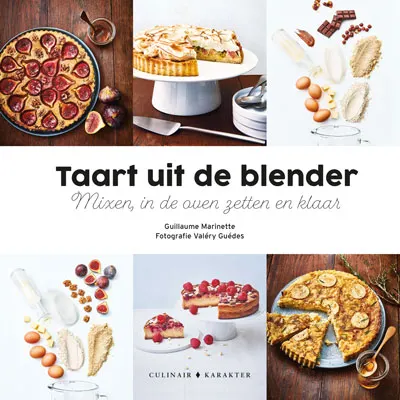 Taart uit de blender
Mixen, in de oven zetten en klaar
Guillaume Marinette
Fotografie Valéry Guédes
CULINAIR ♦ KARAKTER